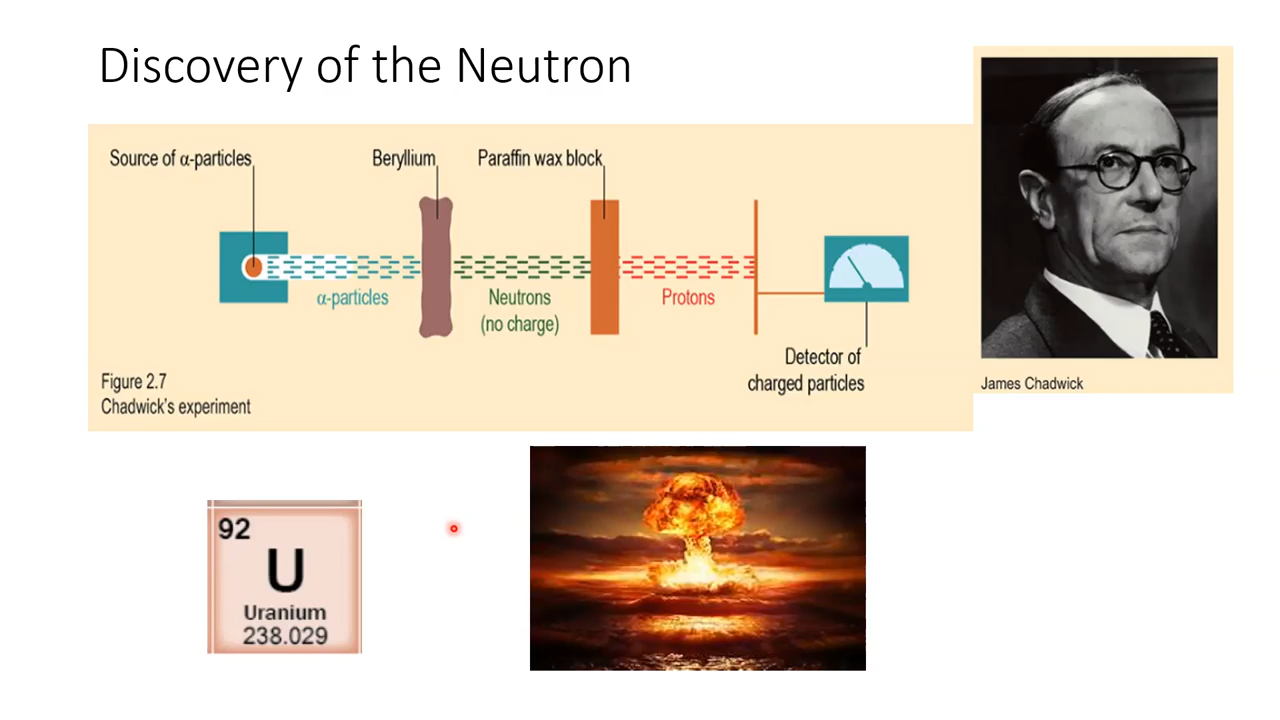 Discovery of the Neutron
Source of α-particles
Beryllium
Paraffin wax block
α-particles
Neutrons
(no charge)
Protons
Detector of
charged particles
Figure 2.7
Chadwick's experiment
James Chadwick
92
U
Uranium
238.029